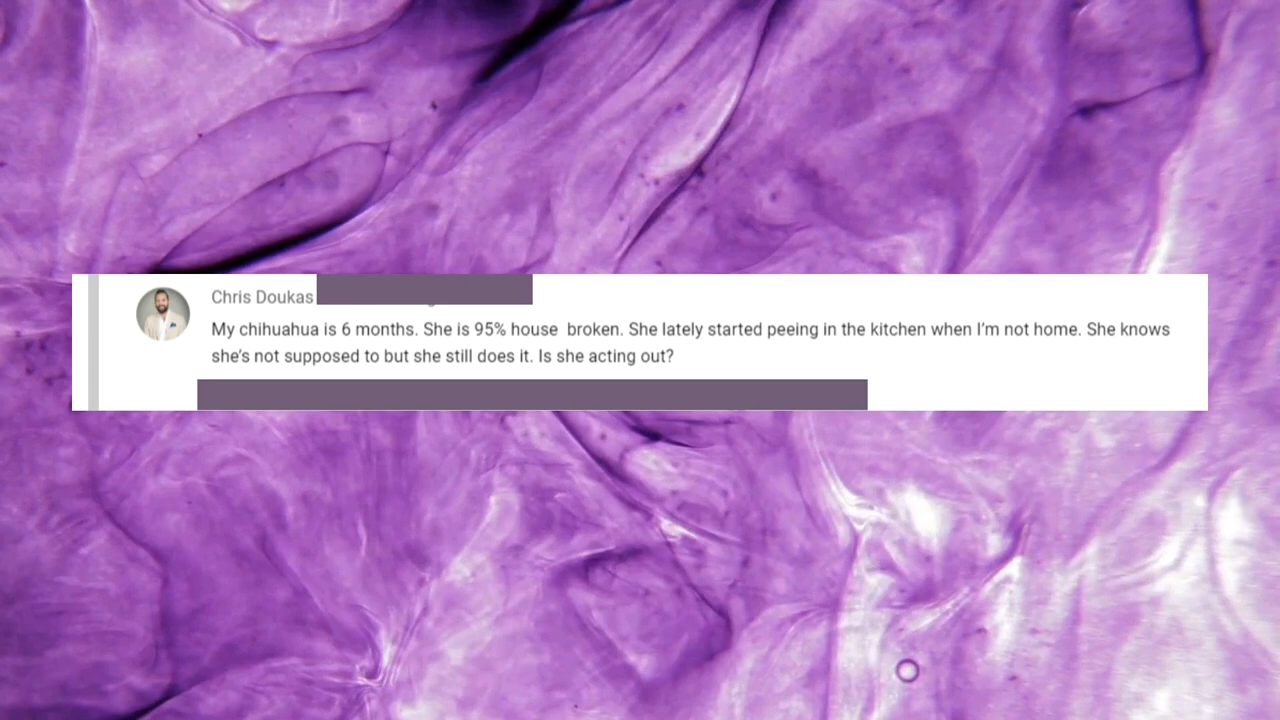 Chris Doukas
My chihuahua is 6 months. She is 95% house  broken. She lately started peeing in the kitchen when I’m not home. She knows
she’s not supposed to but she still does it. Is she acting out?